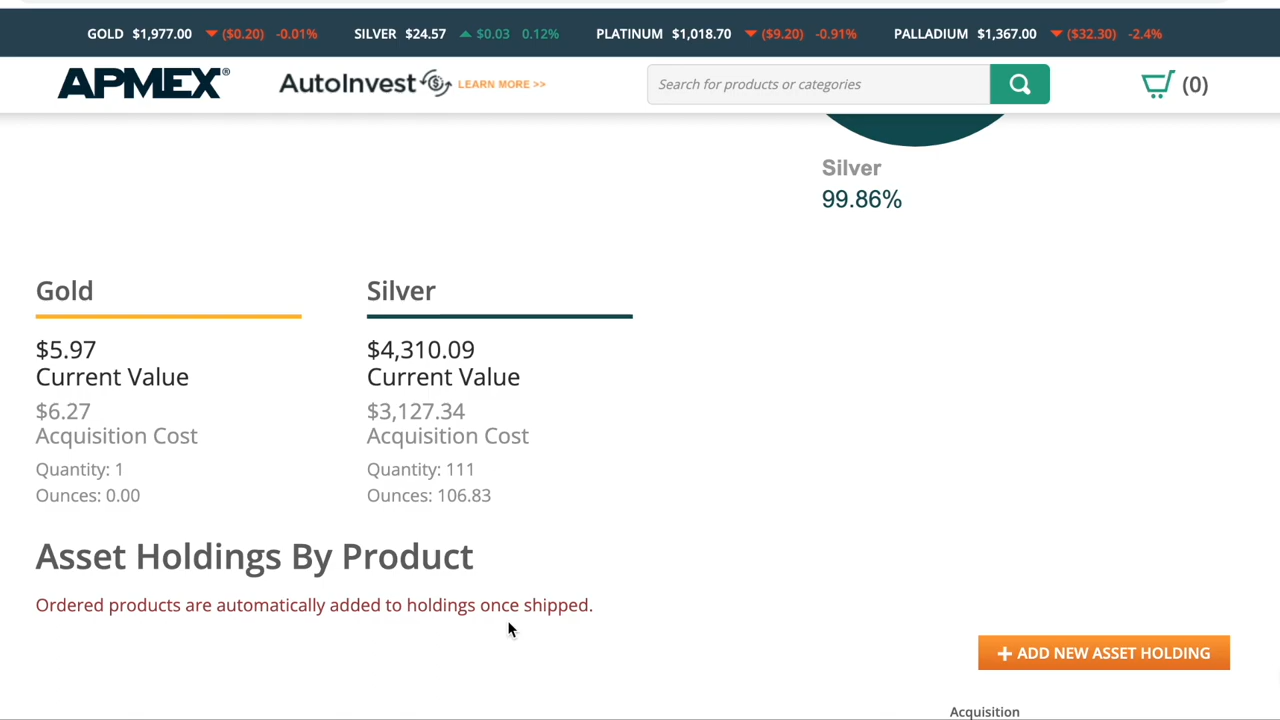 GOLD $1,977.00 ($0.20) -0.01% SILVER $24.57 $0.03 0.12% PLATINUM $1,018.70 ($9.20) -0.91% PALLADIUM $1,367.00 ($32.30) -2.4%
APMEX® AutoInvest LEARN MORE >> Search for products or categories (0)
Silver
99.86%
Gold Silver
$5.97 $4,310.09
Current Value Current Value
$6.27 $3,127.34
Acquisition Cost Acquisition Cost
Quantity: 1 Quantity: 111
Ounces: 0.00 Ounces: 106.83
Asset Holdings By Product
Ordered products are automatically added to holdings once shipped.
+ ADD NEW ASSET HOLDING
Acquisition